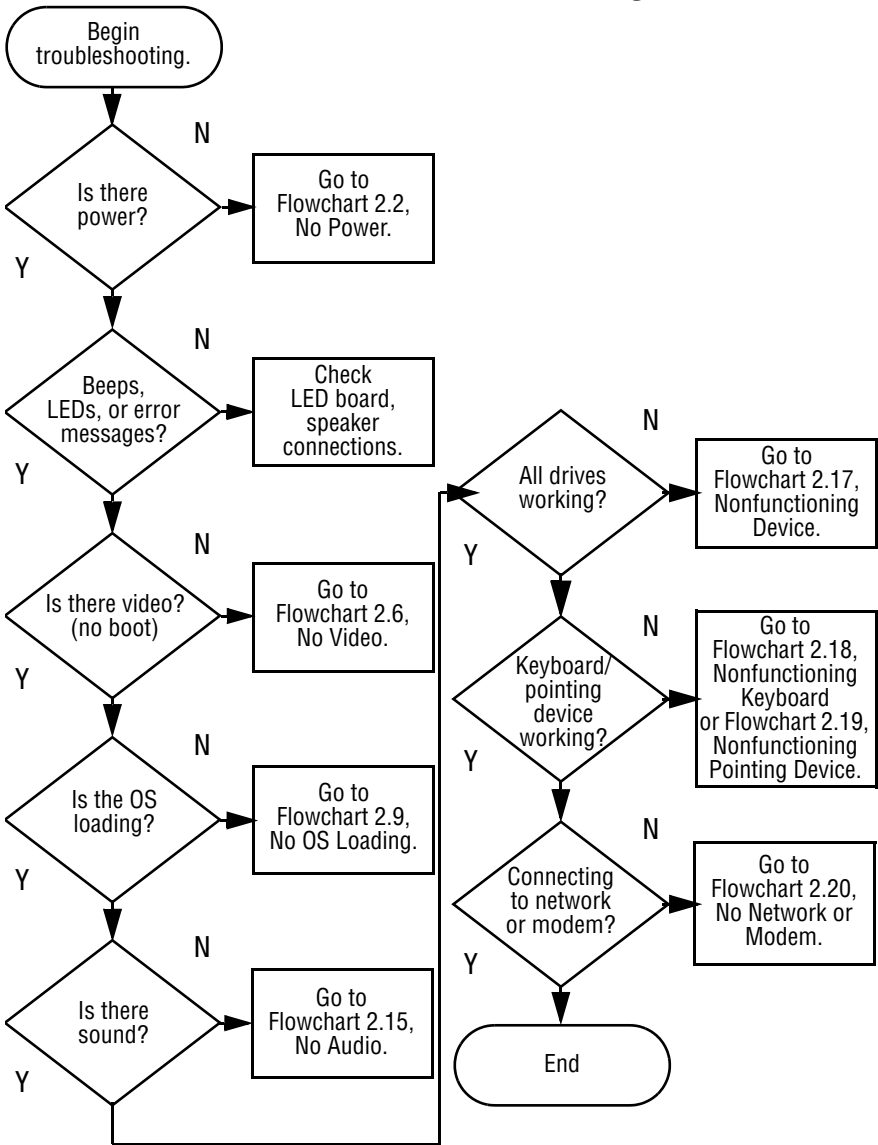 Begin
troubleshooting.
N
Is there
power?
Go to
Flowchart 2.2,
No Power.
Y
N
Beeps,
LEDs, or error
messages?
Check
LED board,
speaker
connections.
Y
N
Is there video?
(no boot)
Go to
Flowchart 2.6,
No Video.
Y
N
Is the OS
loading?
Go to
Flowchart 2.9,
No OS Loading.
Y
N
Is there
sound?
Go to
Flowchart 2.15,
No Audio.
Y
N
All drives
working?
Go to
Flowchart 2.17,
Nonfunctioning
Device.
Y
N
Keyboard/
pointing
device
working?
Go to
Flowchart 2.18,
Nonfunctioning
Keyboard
or Flowchart 2.19,
Nonfunctioning
Pointing Device.
Y
N
Connecting
to network
or modem?
Go to
Flowchart 2.20,
No Network or
Modem.
Y
End